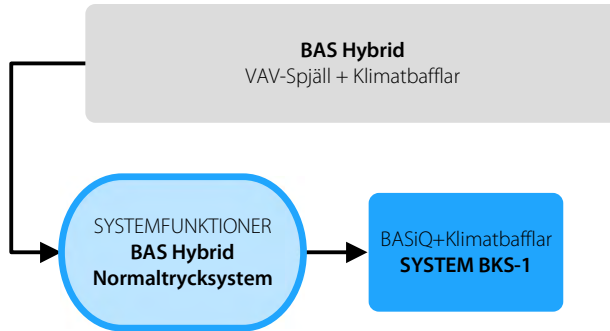 BAS Hybrid
VAV-Spjäll + Klimatbafflar
SYSTEMFUNKTIONER
BAS Hybrid
Normaltrycksystem
BASiQ+Klimatbafflar
SYSTEM BKS-1